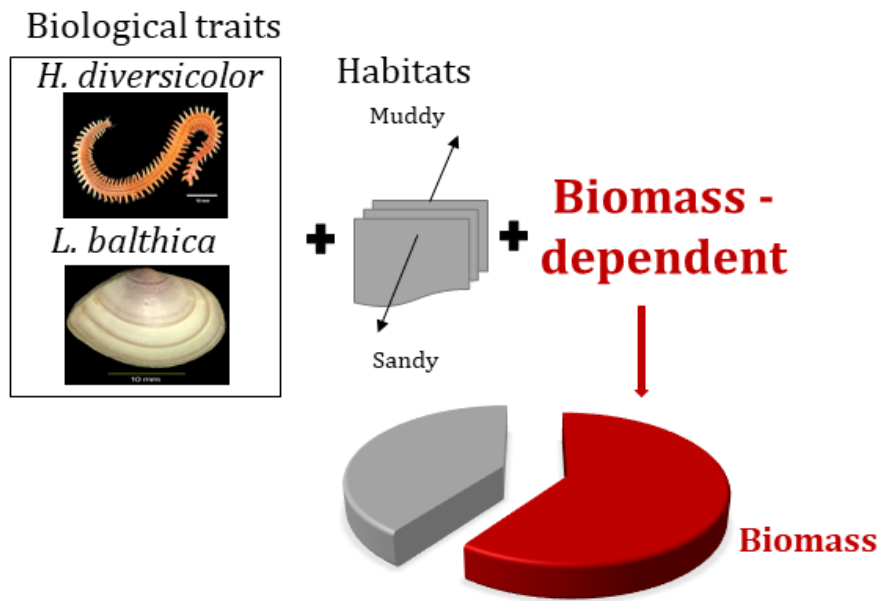 Biological traits
H. diversicolor
L. balthica
10 mm
Habitats
Muddy
Sandy
+
+
Biomass -
dependent
Biomass